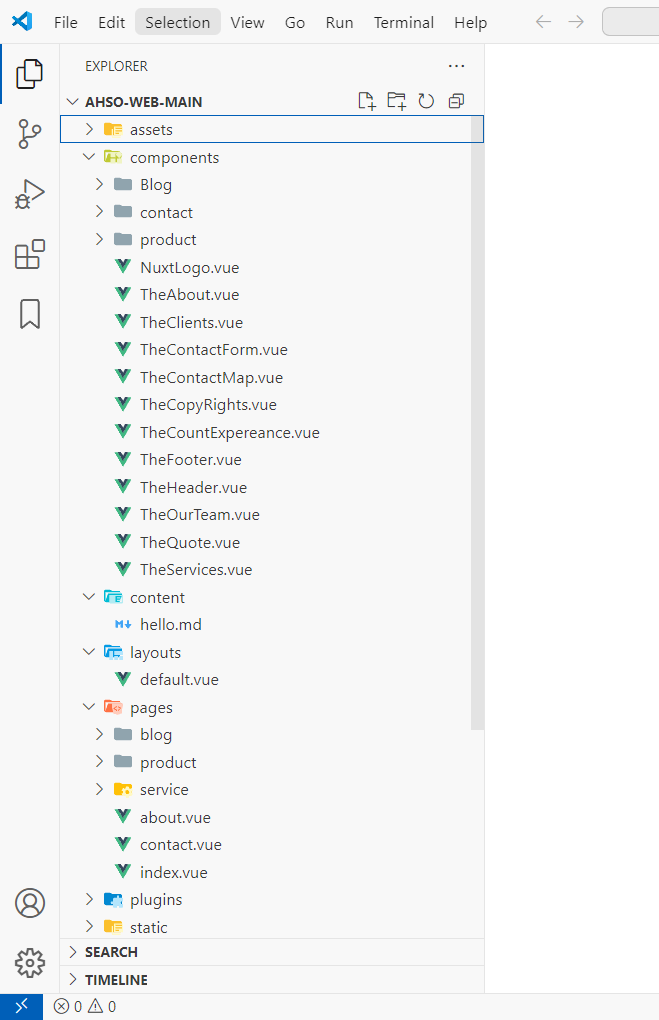 File Edit Selection View Go Run Terminal Help
EXPLORER
AHSO-WEB-MAIN
assets
components
Blog
contact
product
NuxtLogo.vue
TheAbout.vue
TheClients.vue
TheContactForm.vue
TheContactMap.vue
TheCopyRights.vue
TheCountExpereance.vue
TheFooter.vue
TheHeader.vue
TheOurTeam.vue
TheQuote.vue
TheServices.vue
content
hello.md
layouts
default.vue
pages
blog
product
service
about.vue
contact.vue
index.vue
plugins
static
SEARCH
TIMELINE
0 0